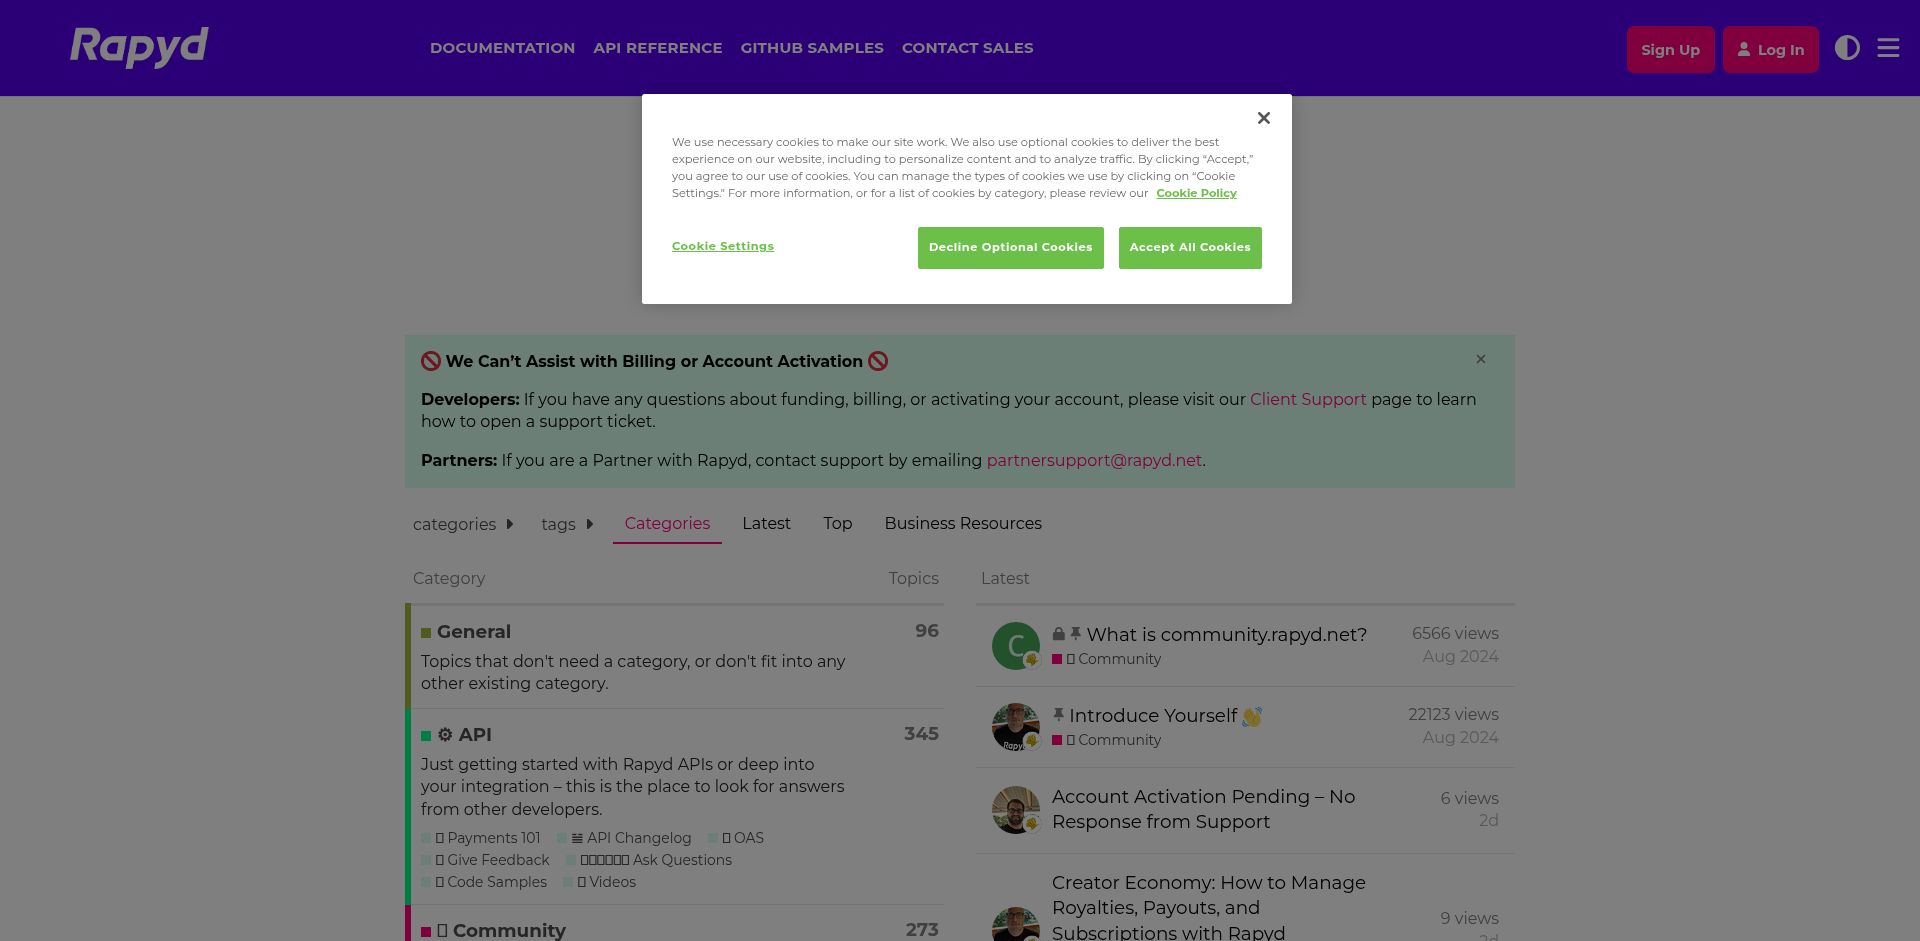 Rapyd
DOCUMENTATION
API REFERENCE
GITHUB SAMPLES
CONTACT SALES
Sign Up
Log In
We use necessary cookies to make our site work. We also use optional cookies to deliver the best
experience on our website, including to personalize content and to analyze traffic. By clicking “Accept,”
you agree to our use of cookies. You can manage the types of cookies we use by clicking on “Cookie
Settings." For more information, or for a list of cookies by category, please review our Cookie Policy
Cookie Settings
Decline Optional Cookies
Accept All Cookies
🚫 We Can’t Assist with Billing or Account Activation 🚫
Developers: If you have any questions about funding, billing, or activating your account, please visit our Client Support page to learn
how to open a support ticket.
Partners: If you are a Partner with Rapyd, contact support by emailing partnersupport@rapyd.net.
categories
tags
Categories
Latest
Top
Business Resources
Category
Topics
General
96
Topics that don't need a category, or don't fit into any
other existing category.
⚙ API
345
Just getting started with Rapyd APIs or deep into
your integration – this is the place to look for answers
from other developers.
Payments 101
API Changelog
OAS
Give Feedback
Ask Questions
Code Samples
Videos
Community
273
Latest
C
What is community.rapyd.net?
Community
6566 views
Aug 2024
Rapyd
Introduce Yourself 👋
Community
22123 views
Aug 2024
Account Activation Pending – No
Response from Support
6 views
2d
Creator Economy: How to Manage
Royalties, Payouts, and
Subscriptions with Rapyd
9 views
2d